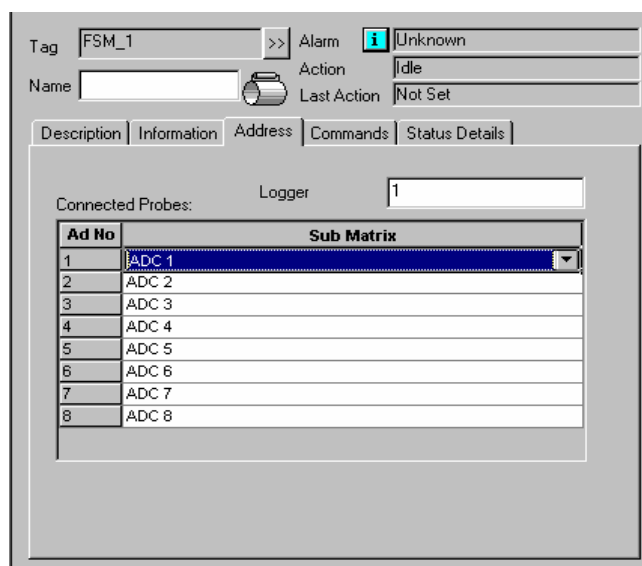 Tag FSM_1 >> Alarm i Unknown
Action Idle
Name Last Action Not Set
Description Information Address Commands Status Details
Logger 1
Connected Probes:
Ad No Sub Matrix
1 ADC 1
2 ADC 2
3 ADC 3
4 ADC 4
5 ADC 5
6 ADC 6
7 ADC 7
8 ADC 8